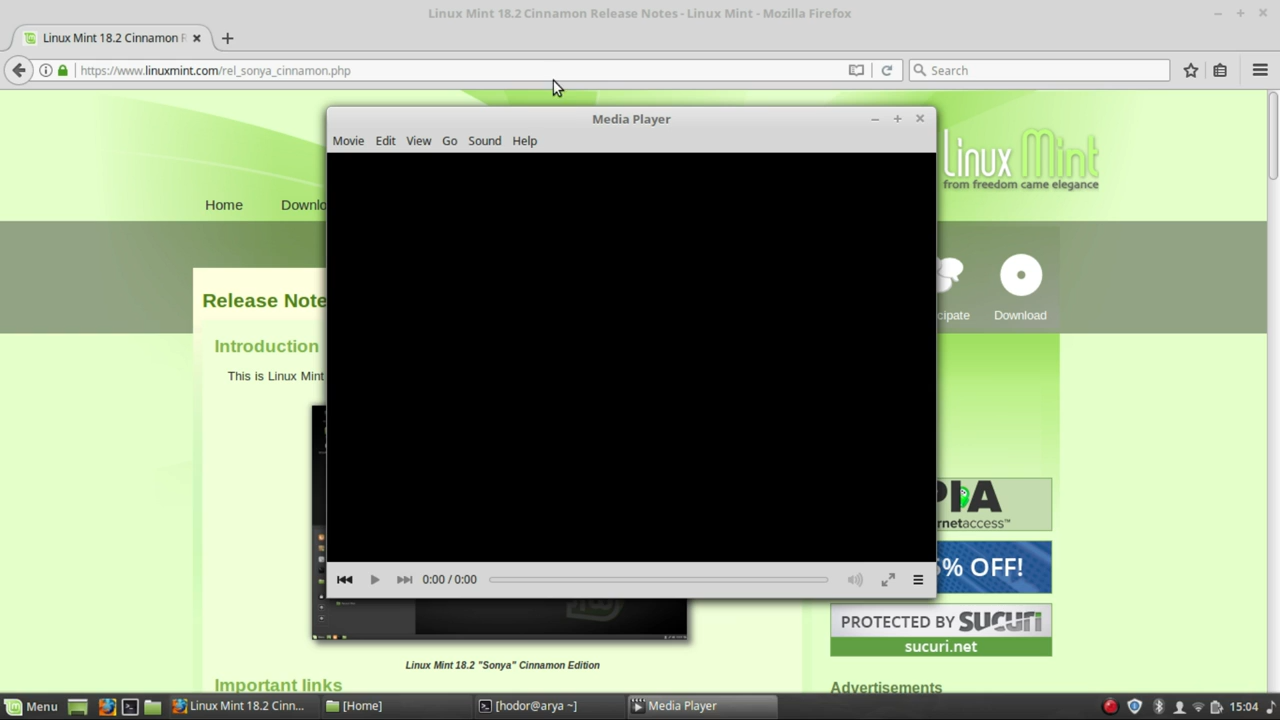 Linux Mint 18.2 Cinnamon Release Notes - Linux Mint - Mozilla Firefox
Linux Mint 18.2 Cinnamon R
https://www.linuxmint.com/rel_sonya_cinnamon.php
Search
Media Player
Movie Edit View Go Sound Help
Linux Mint
from freedom came elegance
Home Downlo
cipate Download
Release Note
Introduction
This is Linux Mint
PIA
rnetaccess™
% OFF!
0:00 / 0:00
PROTECTED BY SUCURI
sucuri.net
Linux Mint 18.2 "Sonya" Cinnamon Edition
Important links
Advertisements
Menu
Linux Mint 18.2 Cinn...
[Home]
[hodor@arya ~]
Media Player
15:04